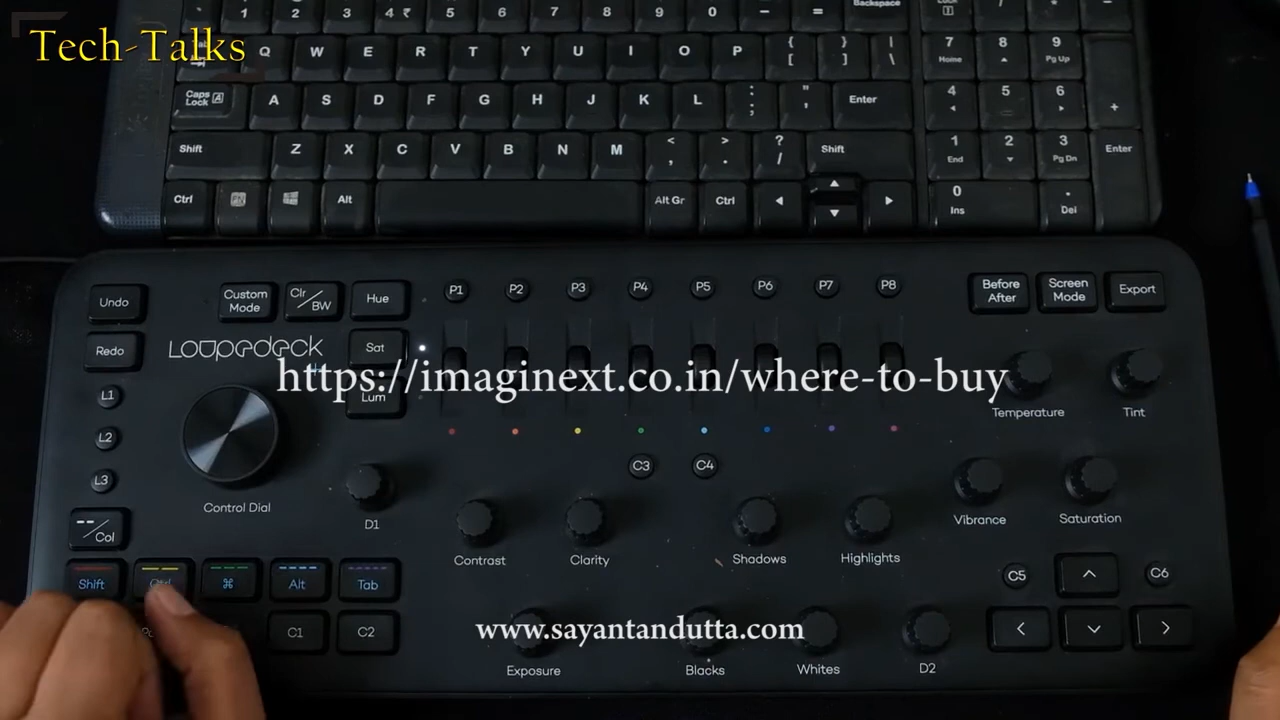 Tech-Talks
1 2 3 4 ₹ 5 6 7 8 9 0 - = Backspace
Q W E R T Y U I O P { [ } ] | \ 7 Home 8 9 Pg Up
Caps Lock A A S D F G H J K L : ; " ' Enter 4 5 6 +
Shift Z X C V B N M < , > . ? / Shift 1 End 2 3 Pg Dn Enter
Ctrl Alt Alt Gr Ctrl 0 Ins . Del
Undo Custom Mode Clr/BW Hue P1 P2 P3 P4 P5 P6 P7 P8 Before After Screen Mode Export
Redo Loupedeck Sat
https://imaginext.co.in/where-to-buy
L1 Lum Temperature Tint
L2 C3 C4
L3 Control Dial D1 Vibrance Saturation
Col Contrast Clarity Shadows Highlights
Shift Ctrl ⌘ Alt Tab C5 C6
C1 C2
www.sayantandutta.com
Exposure Blacks Whites D2